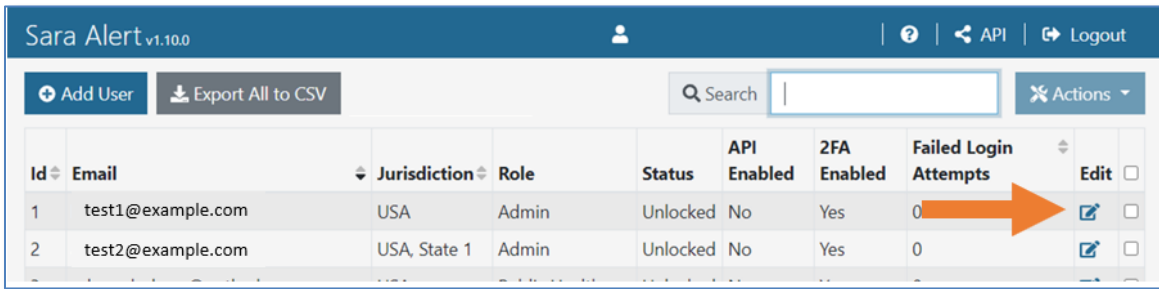 Sara Alert v1.10.0 API Logout
Add User Export All to CSV Search Actions
Id Email Jurisdiction Role Status API Enabled 2FA Enabled Failed Login Attempts Edit
1 test1@example.com USA Admin Unlocked No Yes 0
2 test2@example.com USA, State 1 Admin Unlocked No Yes 0